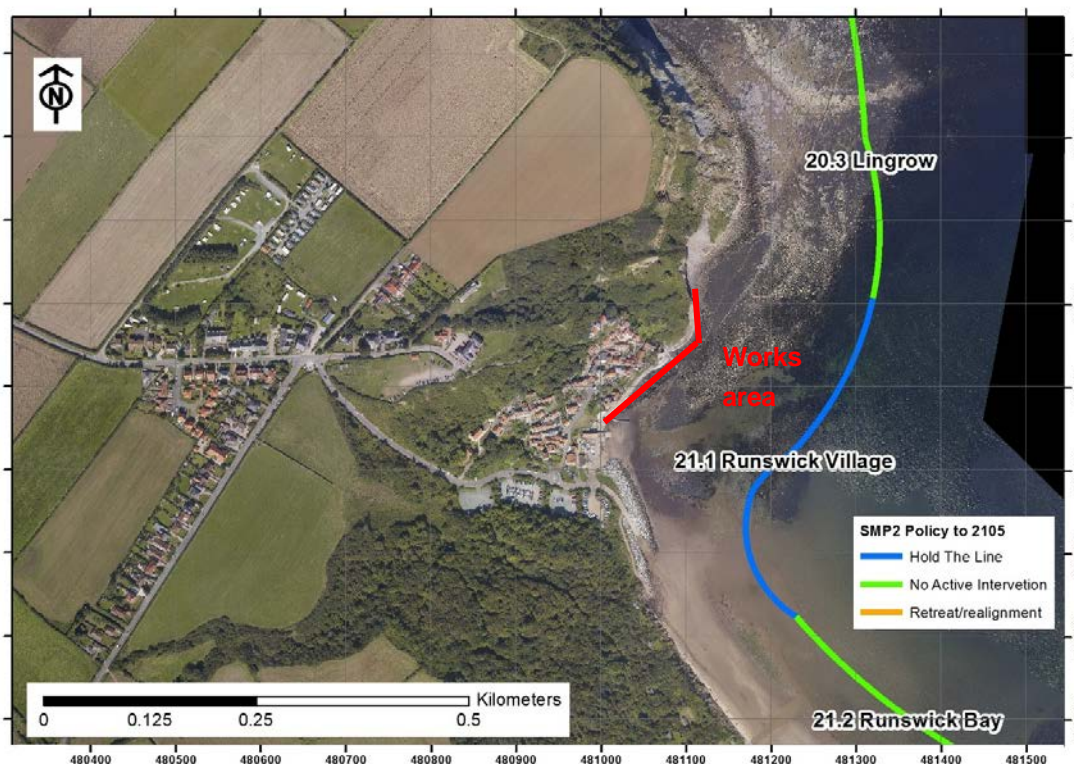 N
20.3 Lingrow
Works
area
21.1 Runswick Village
SMP2 Policy to 2105
Hold The Line
No Active Intervetion
Retreat/realignment
21.2 Runswick Bay
Kilometers
0 0.125 0.25 0.5
480400 480500 480600 480700 480800 480900 481000 481100 481200 481300 481400 481500